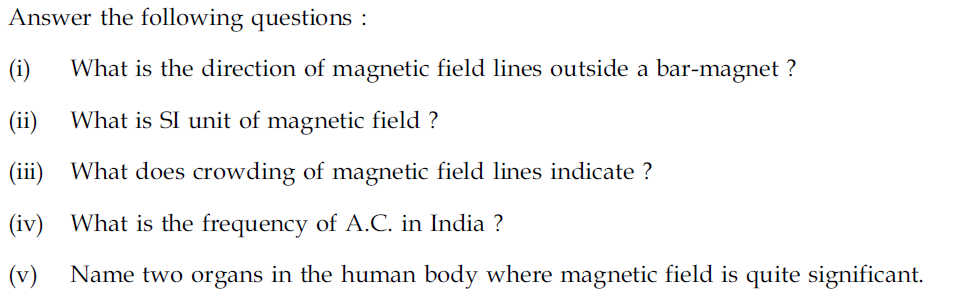 Answer the following questions :
(i) What is the direction of magnetic field lines outside a bar-magnet ?
(ii) What is SI unit of magnetic field ?
(iii) What does crowding of magnetic field lines indicate ?
(iv) What is the frequency of A.C. in India ?
(v) Name two organs in the human body where magnetic field is quite significant.